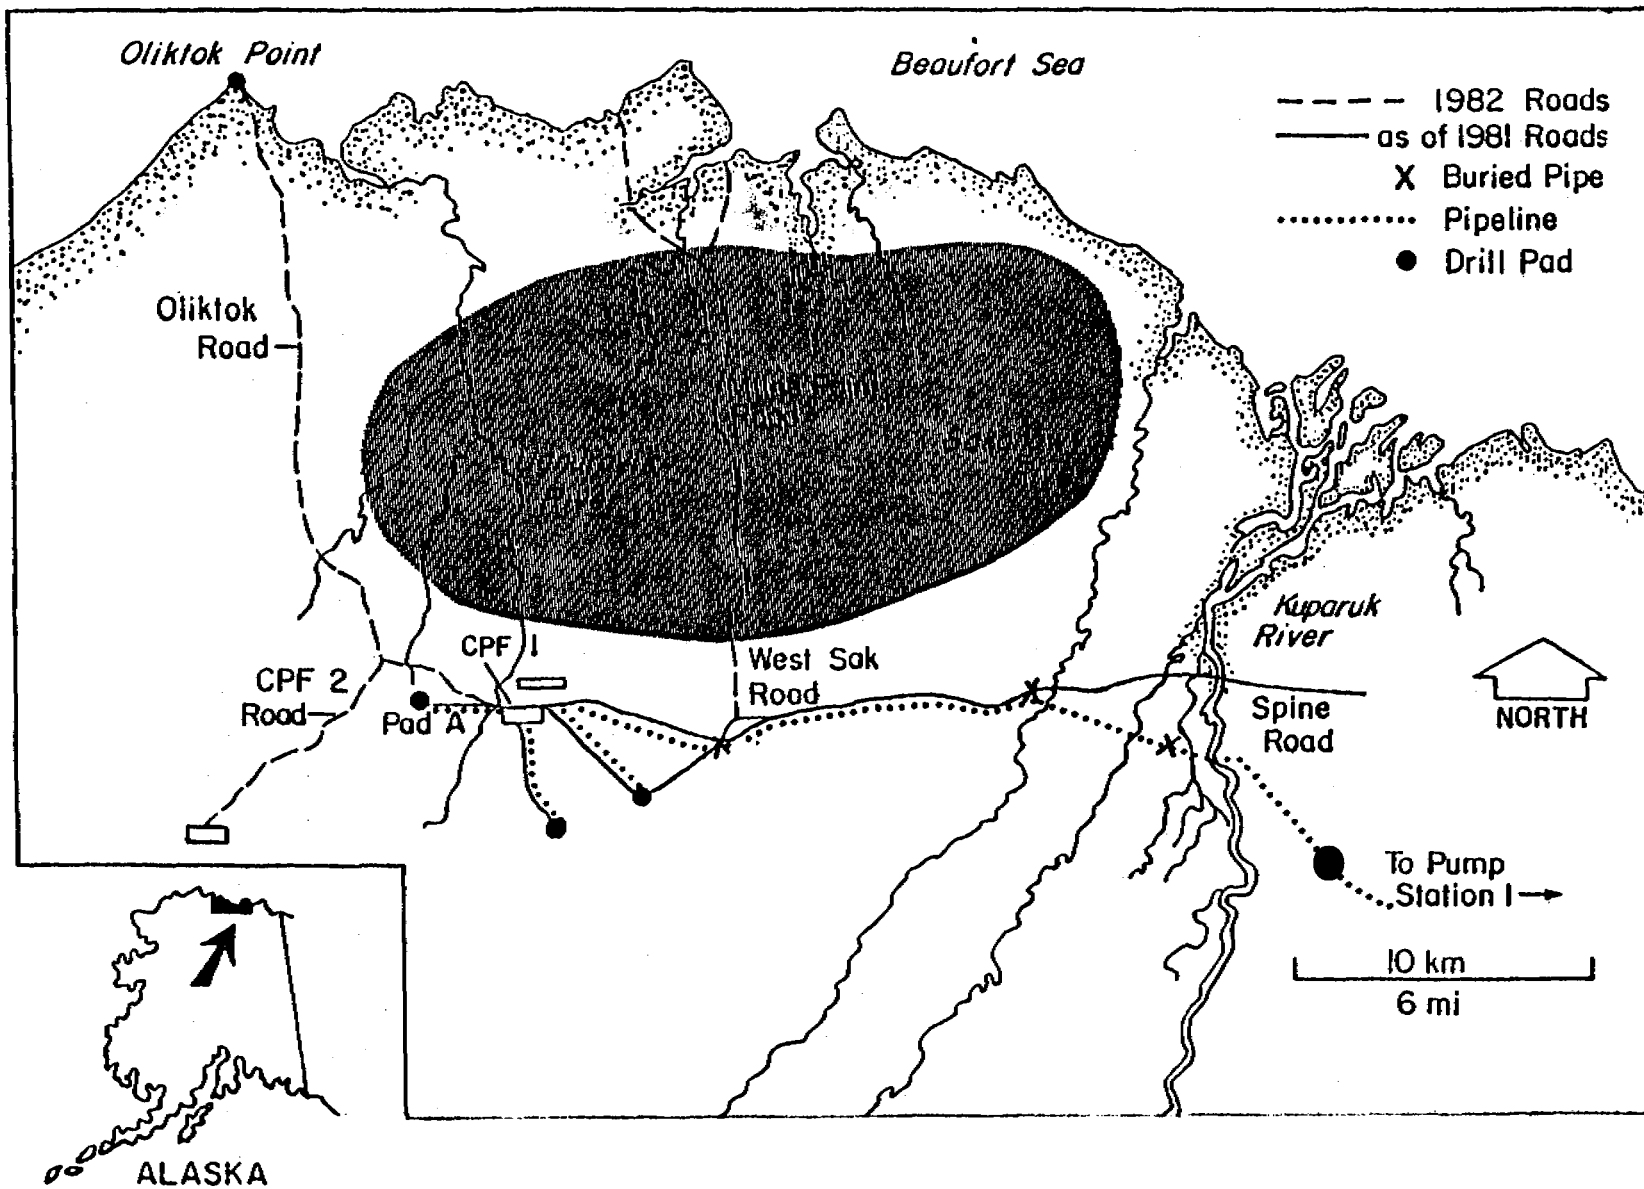 Oliktok Point
Beaufort Sea
1982 Roads
as of 1981 Roads
X Buried Pipe
Pipeline
Drill Pad
Oliktok
Road
Kuparuk
River
CPF 1
West Sak
Road
CPF 2
Road
Pad A
Spine
Road
NORTH
To Pump
Station 1
10 km
6 mi
ALASKA